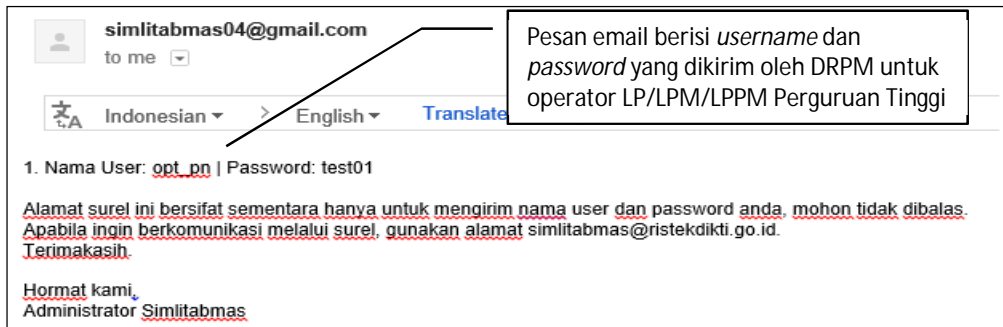 simlitabmas04@gmail.com
to me
Pesan email berisi username dan
password yang dikirim oleh DRPM untuk
operator LP/LPM/LPPM Perguruan Tinggi
Indonesian > English Translate
1. Nama User: opt_pn | Password: test01
Alamat surel ini bersifat sementara hanya untuk mengirim nama user dan password anda, mohon tidak dibalas.
Apabila ingin berkomunikasi melalui surel, gunakan alamat simlitabmas@ristekdikti.go.id.
Terimakasih.
Hormat kami,
Administrator Simlitabmas